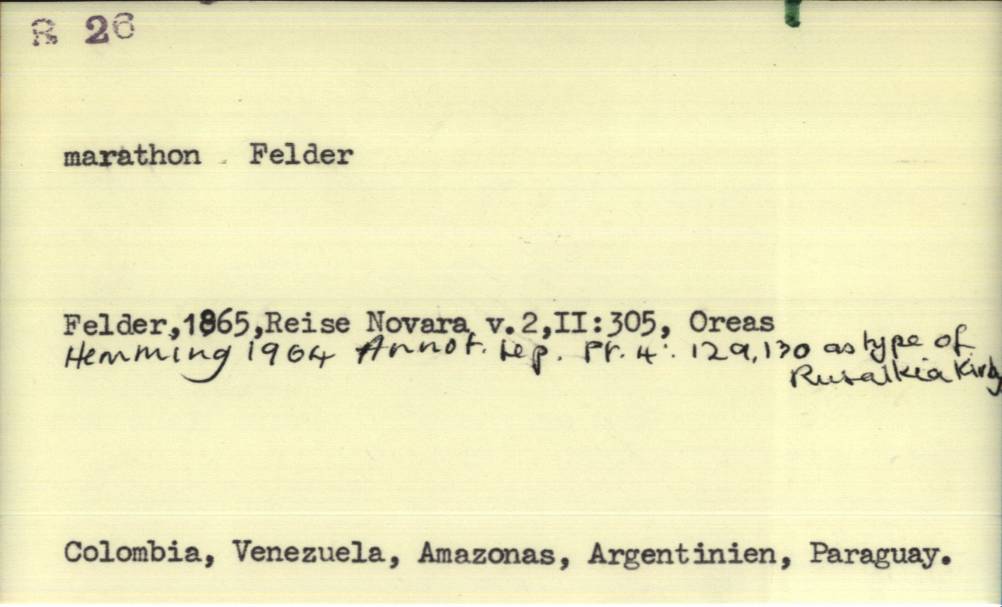 R 26
marathon Felder
Felder,1865,Reise Novara v.2,II:305, Oreas
Hemming 1964 Annot. Lep. Pt. 4: 129,130 as type of
Rusalkia Kirby
Colombia, Venezuela, Amazonas, Argentinien, Paraguay.